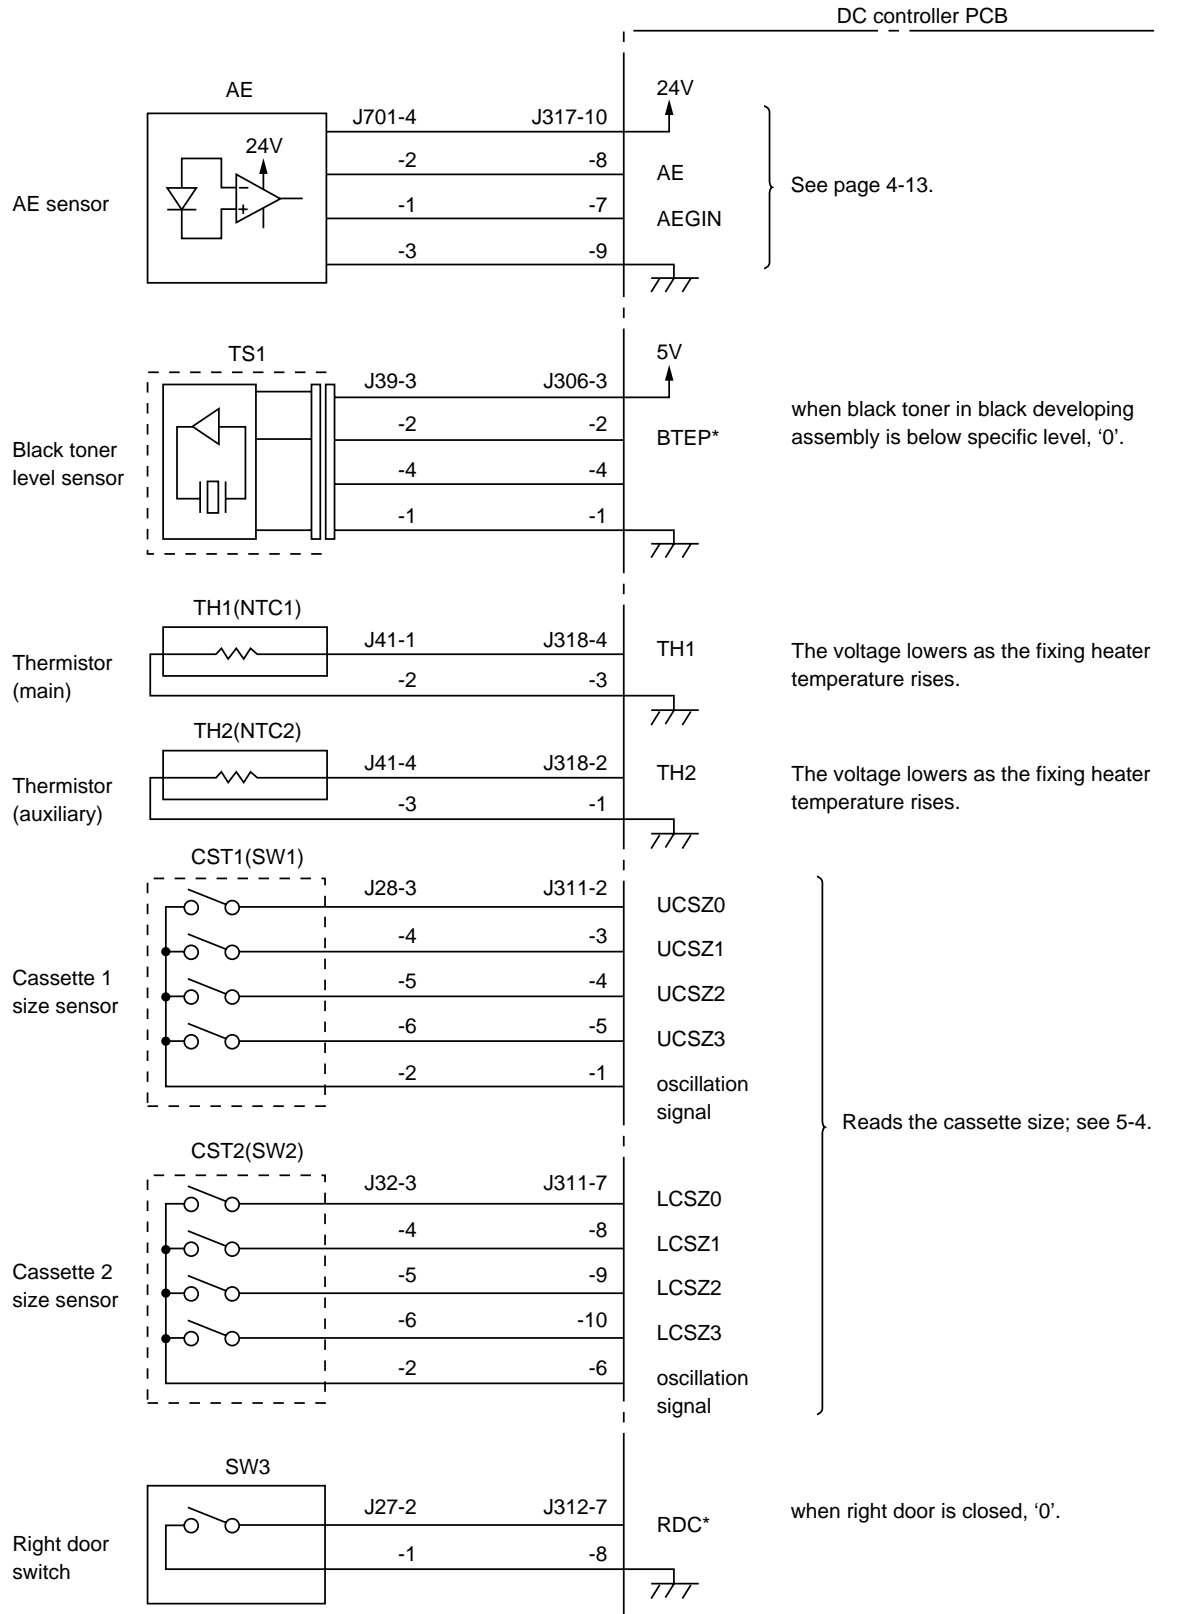 DC controller PCB
AE
24V
J701-4 J317-10
24V
-2 -8
AE
AE sensor
See page 4-13.
-1 -7
AEGIN
-3 -9
TS1
5V
J39-3 J306-3
-2 -2
BTEP*
when black toner in black developing
assembly is below specific level, ‘0’.
Black toner
level sensor
-4 -4
-1 -1
TH1(NTC1)
J41-1 J318-4
TH1
The voltage lowers as the fixing heater
temperature rises.
Thermistor
(main)
-2 -3
TH2(NTC2)
J41-4 J318-2
TH2
The voltage lowers as the fixing heater
temperature rises.
Thermistor
(auxiliary)
-3 -1
CST1(SW1)
J28-3 J311-2
UCSZ0
-4 -3
UCSZ1
Cassette 1
size sensor
-5 -4
UCSZ2
-6 -5
UCSZ3
-2 -1
oscillation
signal
Reads the cassette size; see 5-4.
CST2(SW2)
J32-3 J311-7
LCSZ0
-4 -8
LCSZ1
Cassette 2
size sensor
-5 -9
LCSZ2
-6 -10
LCSZ3
-2 -6
oscillation
signal
SW3
J27-2 J312-7
RDC*
when right door is closed, ‘0’.
Right door
switch
-1 -8